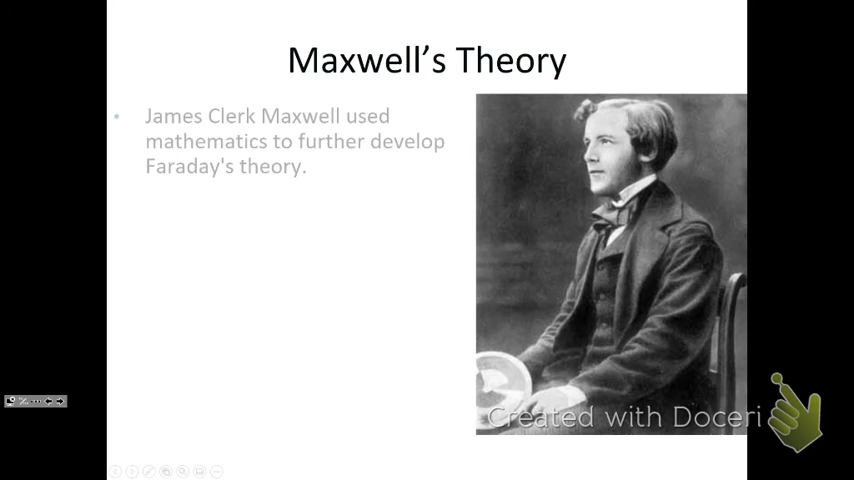 Maxwell’s Theory
• James Clerk Maxwell used
mathematics to further develop
Faraday's theory.
Created with Doceri